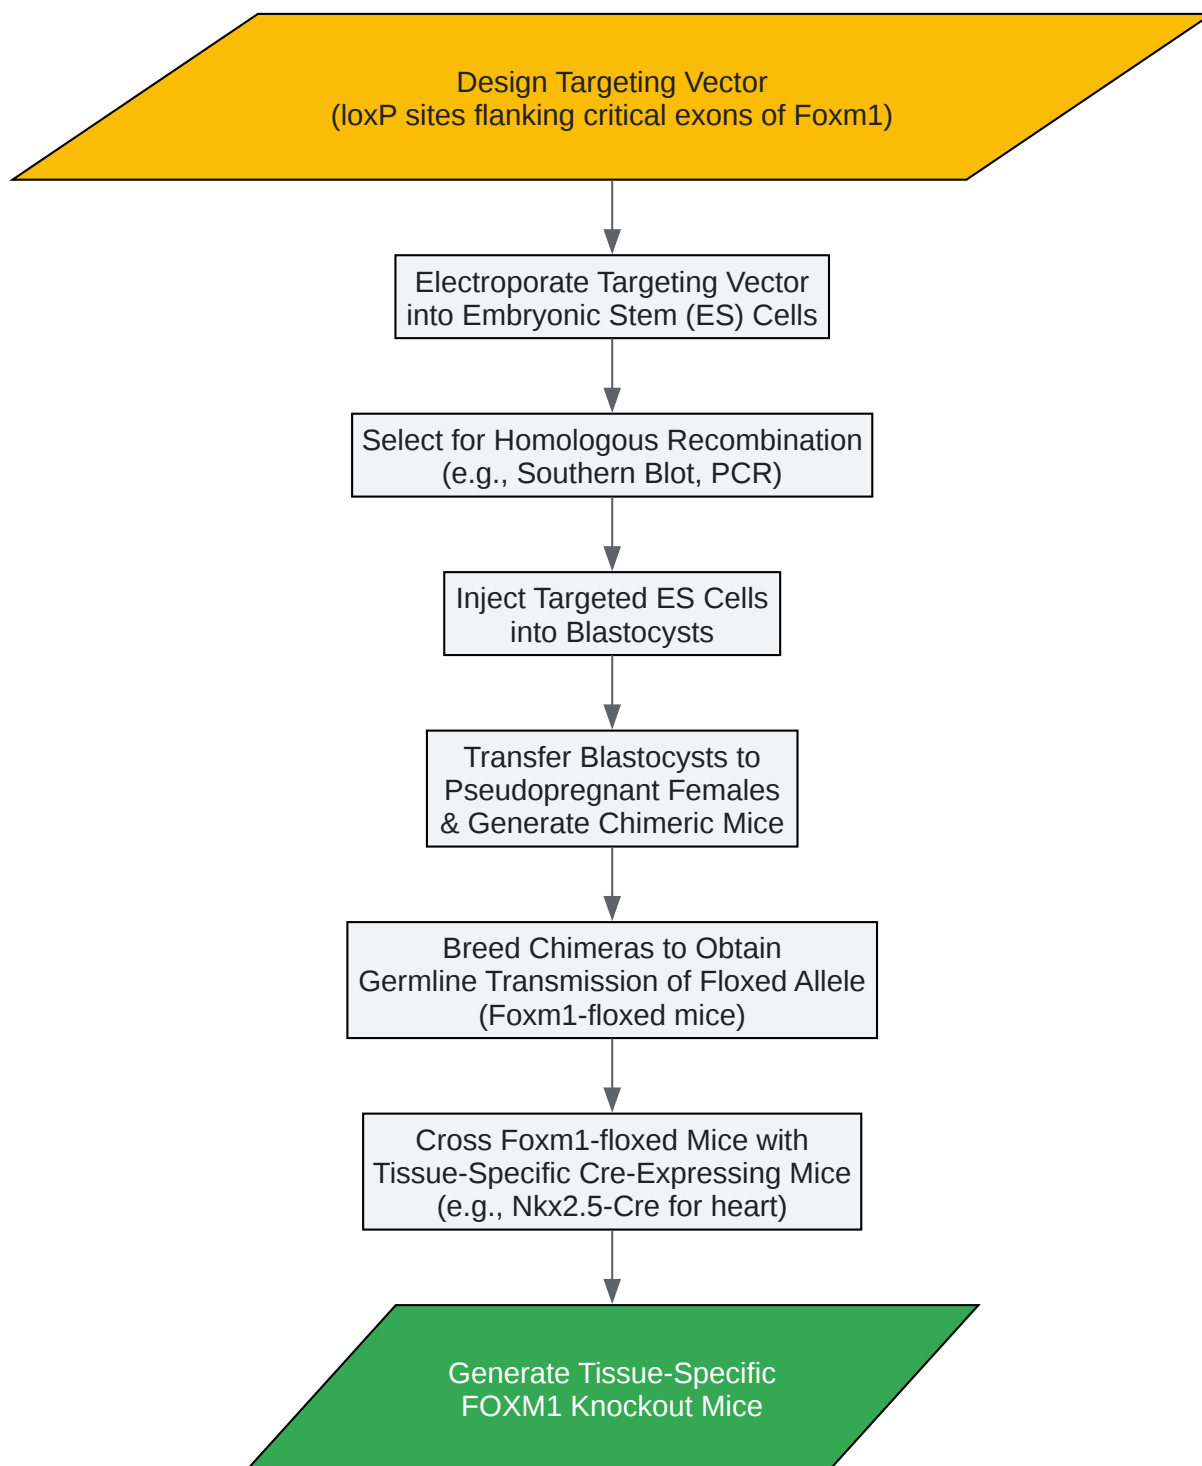 Design Targeting Vector
(loxP sites flanking critical exons of Foxm1)
Electroporate Targeting Vector
into Embryonic Stem (ES) Cells
Select for Homologous Recombination
(e.g., Southern Blot, PCR)
Inject Targeted ES Cells
into Blastocysts
Transfer Blastocysts to
Pseudopregnant Females
& Generate Chimeric Mice
Breed Chimeras to Obtain
Germline Transmission of Floxed Allele
(Foxm1-floxed mice)
Cross Foxm1-floxed Mice with
Tissue-Specific Cre-Expressing Mice
(e.g., Nkx2.5-Cre for heart)
Generate Tissue-Specific
FOXM1 Knockout Mice